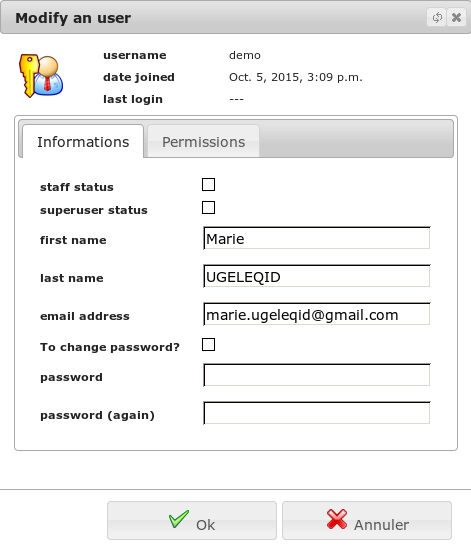 Modify an user
username demo
date joined Oct. 5, 2015, 3:09 p.m.
last login ---
Informations Permissions
staff status
superuser status
first name Marie
last name UGELEQID
email address marie.ugeleqid@gmail.com
To change password?
password
password (again)
Ok Annuler